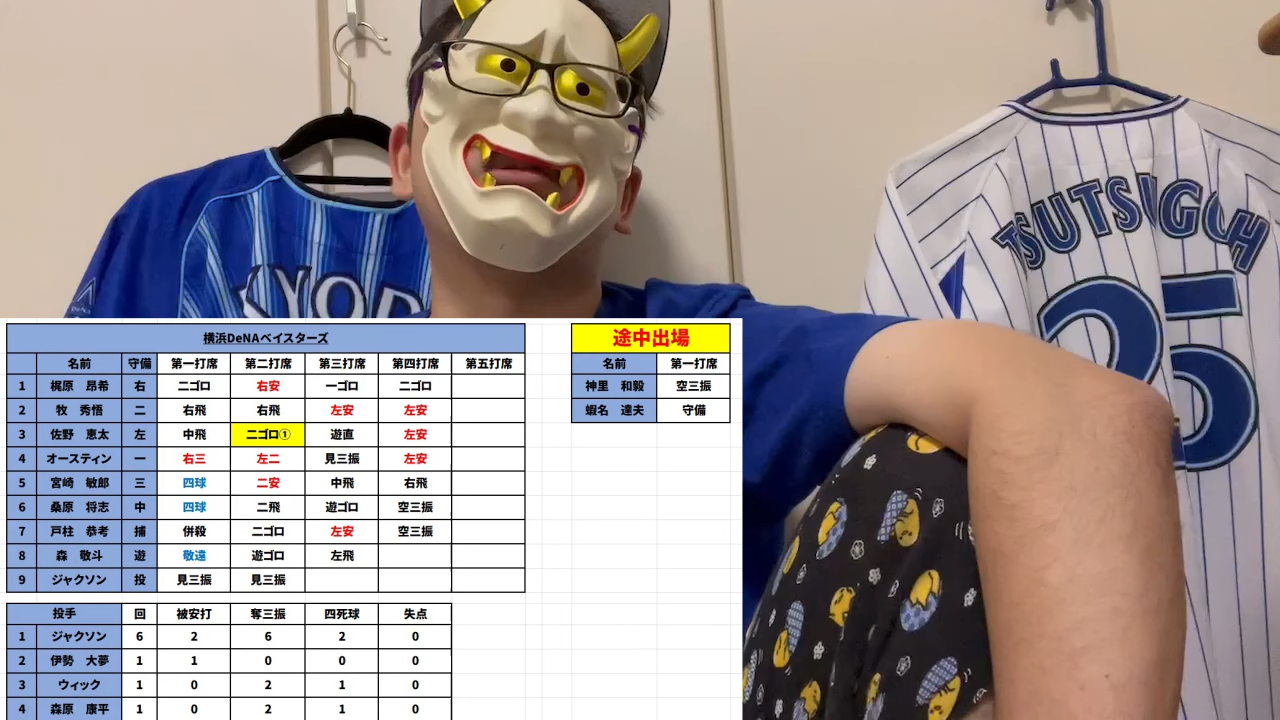 KYOD
TSUTSUGOH
25
横浜DeNAベイスターズ
名前 守備 第一打席 第二打席 第三打席 第四打席 第五打席
1 梶原 昂希 右 二ゴロ 右安 一ゴロ 二ゴロ
2 牧 秀悟 二 右飛 右飛 左安 左安
3 佐野 恵太 左 中飛 二ゴロ① 遊直 左安
4 オースティン 一 右三 左二 見三振 左安
5 宮崎 敏郎 三 四球 二安 中飛 右飛
6 桑原 将志 中 四球 二飛 遊ゴロ 空三振
7 戸柱 恭考 捕 併殺 二ゴロ 左安 空三振
8 森 敬斗 遊 敬遠 遊ゴロ 左飛
9 ジャクソン 投 見三振 見三振
途中出場
名前 第一打席
神里 和毅 空三振
蝦名 達夫 守備
投手 回 被安打 奪三振 四死球 失点
1 ジャクソン 6 2 6 2 0
2 伊勢 大夢 1 1 0 0 0
3 ウィック 1 0 2 1 0
4 森原 康平 1 0 2 1 0